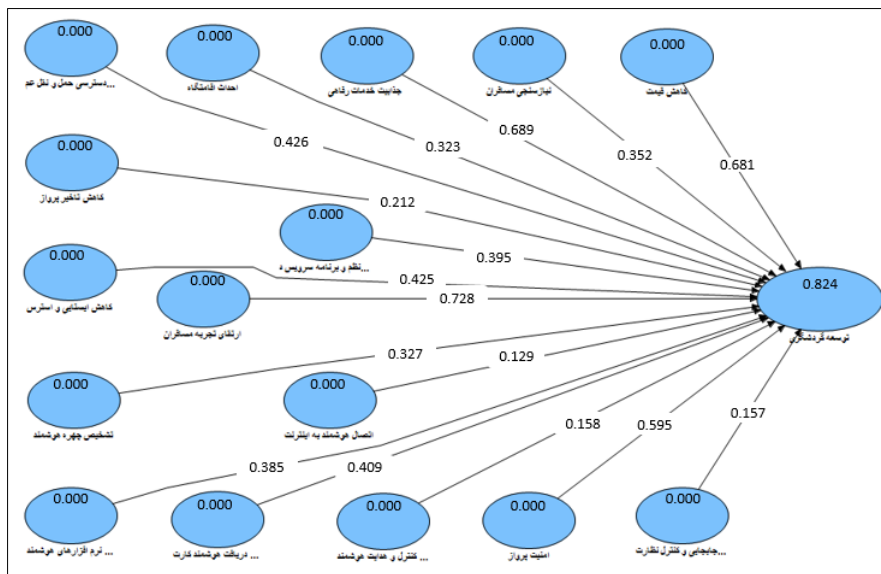 0.000
0.000
0.000
0.000
0.000
دسترسی حمل و نقل عم...
احداث اقامتگاه
جذابیت خدمات رفاهی
نیازسنجی مسافران
کاهش قیمت
0.689
0.426
0.323
0.352
0.681
0.000
کاهش تاخیر پرواز
0.212
0.000
نظم و برنامه سرویس د...
0.395
0.000
کاهش ایستایی و استرس
0.425
0.000
ارتقای تجربه مسافران
0.728
0.824
توسعه گردشگری
0.327
0.129
0.000
تشخیص چهره هوشمند
0.000
اتصال هوشمند به اینترنت
0.158
0.595
0.157
0.385
0.409
0.000
0.000
0.000
0.000
0.000
نرم افزارهای هوشمند ...
دریافت هوشمند کارت ...
کنترل و هدایت هوشمند ...
امنیت پرواز
جابجایی و کنترل نظارت...